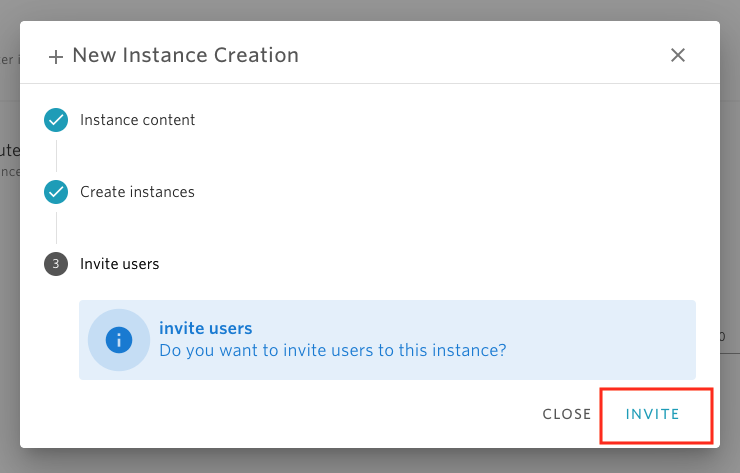 New Instance Creation
Instance content
Create instances
3 Invite users
invite users
Do you want to invite users to this instance?
CLOSE INVITE